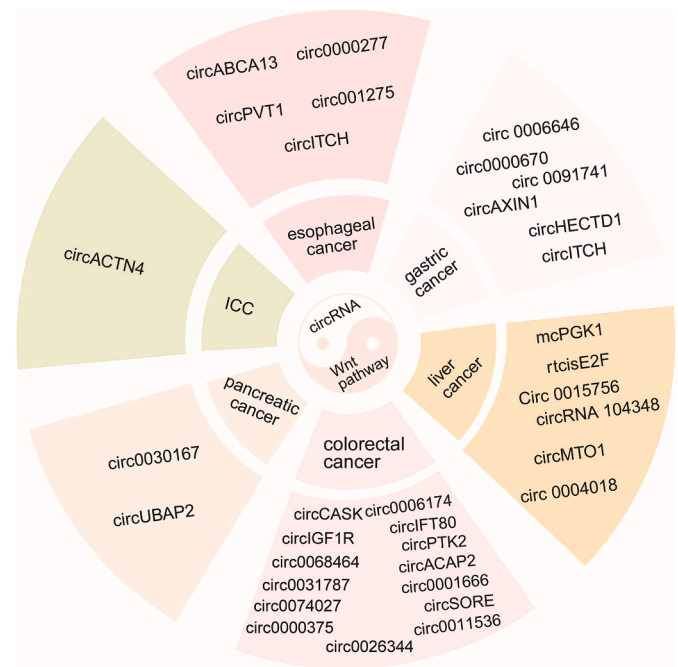 circABCA13
circ0000277
circPVT1
circ001275
circITCH
esophageal
cancer
circ 0006646
circ0000670
circ 0091741
circAXIN1
circHECTD1
circITCH
gastric
cancer
mcPGK1
rtcisE2F
Circ 0015756
circRNA 104348
circMTO1
circ 0004018
liver
cancer
colorectal
cancer
circCASK
circ0006174
circIGF1R
circIFT80
circPTK2
circ0068464
circACAP2
circ0031787
circ0001666
circ0074027
circSORE
circ0000375
circ0011536
circ0026344
pancreatic
cancer
circ0030167
circUBAP2
ICC
circACTN4
circRNA
Wnt
pathway